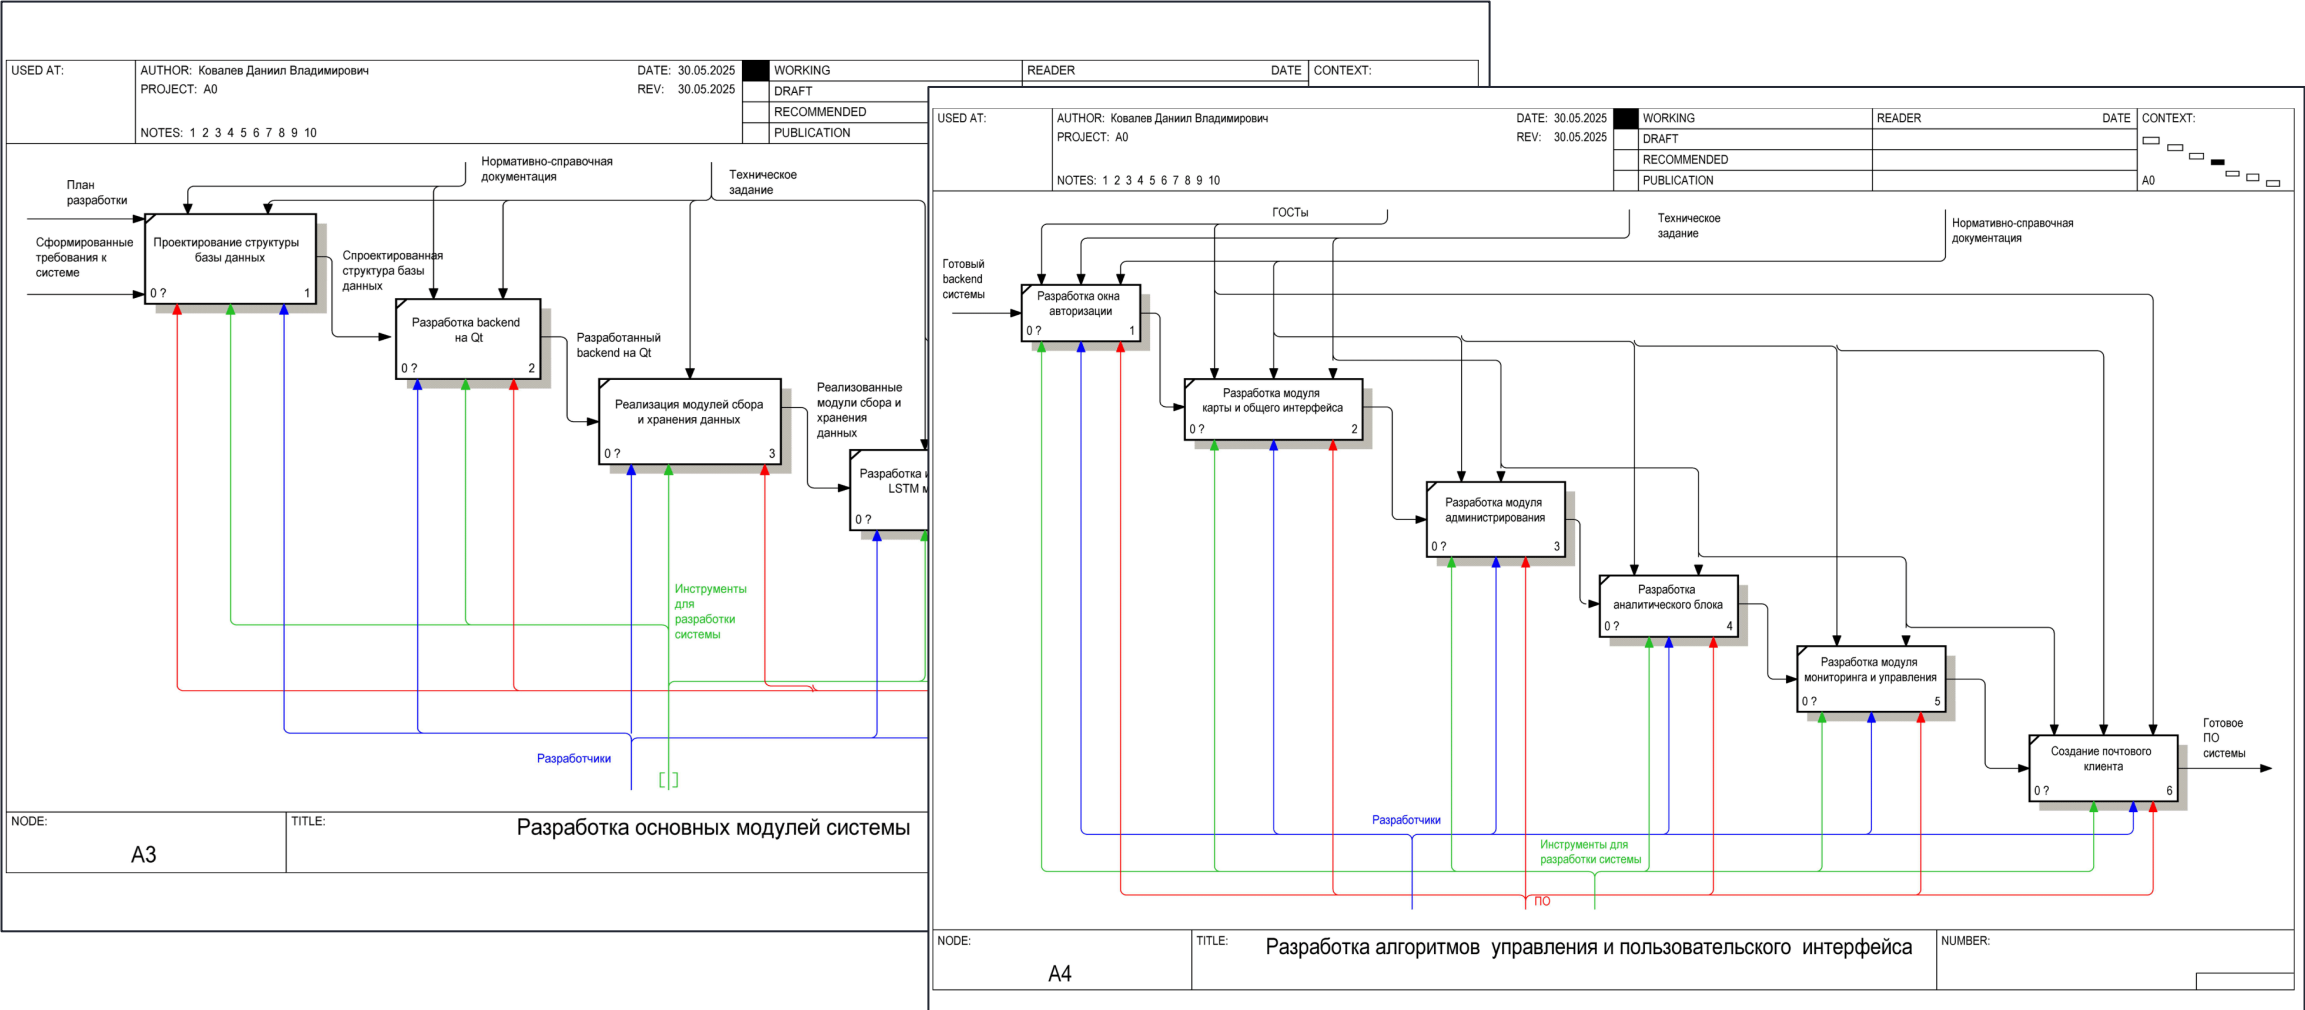 USED AT:
AUTHOR: Ковалев Даниил Владимирович
PROJECT: A0
NOTES: 1 2 3 4 5 6 7 8 9 10
DATE: 30.05.2025
REV: 30.05.2025
WORKING
DRAFT
RECOMMENDED
PUBLICATION
READER
DATE
CONTEXT:
План
разработки
Сформированные
требования к
системе
Нормативно-справочная
документация
Техническое
задание
Проектирование структуры
базы данных
0 ?
1
Спроектированная
структура базы
данных
Разработка backend
на Qt
0 ?
2
Разработанный
backend на Qt
Реализация модулей сбора
и хранения данных
0 ?
3
Реализованные
модули сбора и
хранения
данных
Разработка
LSTM
0 ?
Инструменты
для
разработки
системы
Разработчики
NODE:
A3
TITLE:
Разработка основных модулей системы
USED AT:
AUTHOR: Ковалев Даниил Владимирович
PROJECT: A0
NOTES: 1 2 3 4 5 6 7 8 9 10
DATE: 30.05.2025
REV: 30.05.2025
WORKING
DRAFT
RECOMMENDED
PUBLICATION
READER
DATE
CONTEXT:
A0
ГОСТы
Техническое
задание
Нормативно-справочная
документация
Готовый
backend
системы
Разработка окна
авторизации
0 ?
1
Разработка модуля
карты и общего интерфейса
0 ?
2
Разработка модуля
администрирования
0 ?
3
Разработка
аналитического блока
0 ?
4
Разработка модуля
мониторинга и управления
0 ?
5
Создание почтового
клиента
0 ?
6
Готовое
ПО
системы
Разработчики
Инструменты для
разработки системы
ПО
NODE:
A4
TITLE:
Разработка алгоритмов управления и пользовательского интерфейса
NUMBER: